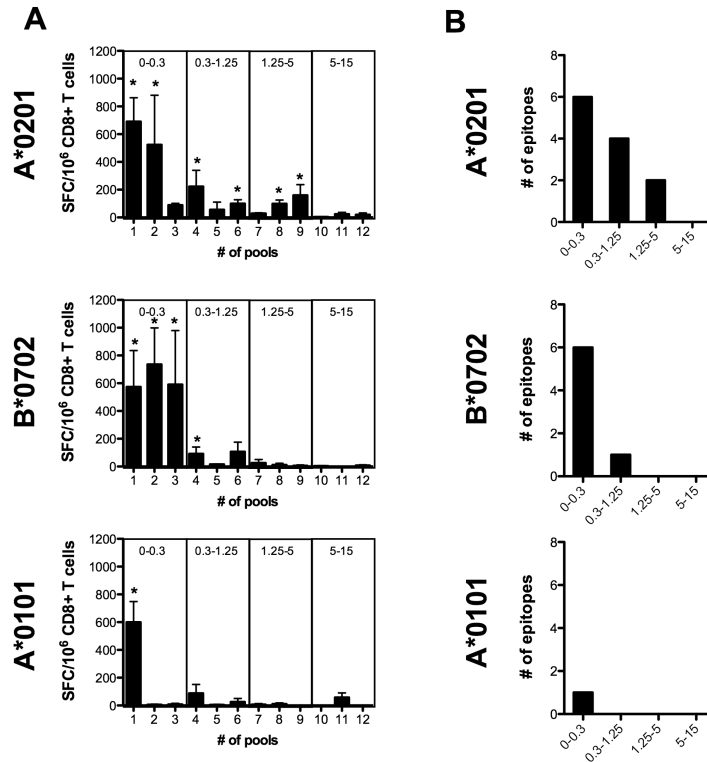 A
B
A*0201
SFC/10⁶ CD8+ T cells
1200
1000
800
600
400
200
0
0-0.3 0.3-1.25 1.25-5 5-15
* * * * * *
1 2 3 4 5 6 7 8 9 10 11 12
# of pools
A*0201
# of epitopes
8
6
4
2
0
0-0.3 0.3-1.25 1.25-5 5-15
B*0702
SFC/10⁶ CD8+ T cells
1200
1000
800
600
400
200
0
0-0.3 0.3-1.25 1.25-5 5-15
* * * *
1 2 3 4 5 6 7 8 9 10 11 12
# of pools
B*0702
# of epitopes
8
6
4
2
0
0-0.3 0.3-1.25 1.25-5 5-15
A*0101
SFC/10⁶ CD8+ T cells
1200
1000
800
600
400
200
0
0-0.3 0.3-1.25 1.25-5 5-15
*
1 2 3 4 5 6 7 8 9 10 11 12
# of pools
A*0101
# of epitopes
8
6
4
2
0
0-0.3 0.3-1.25 1.25-5 5-15